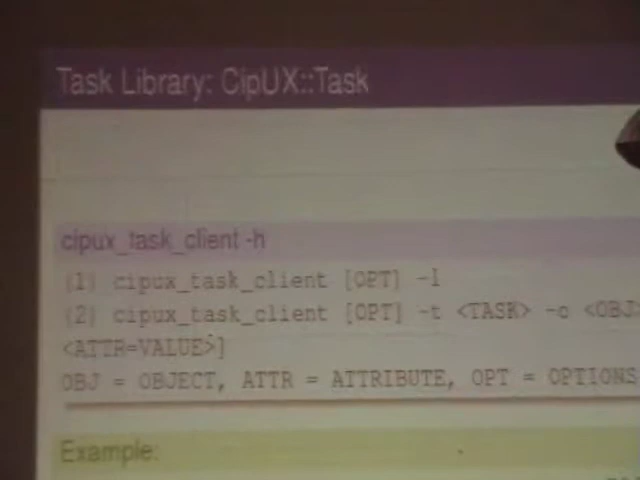 Task Library: CipUX::Task
cipux_task_client -h
(1) cipux_task_client [OPT] -l
(2) cipux_task_client [OPT] -t <TASK> -o <OBJ
<ATTR=VALUE>]
OBJ = OBJECT, ATTR = ATTRIBUTE, OPT = OPTIONS
Example: